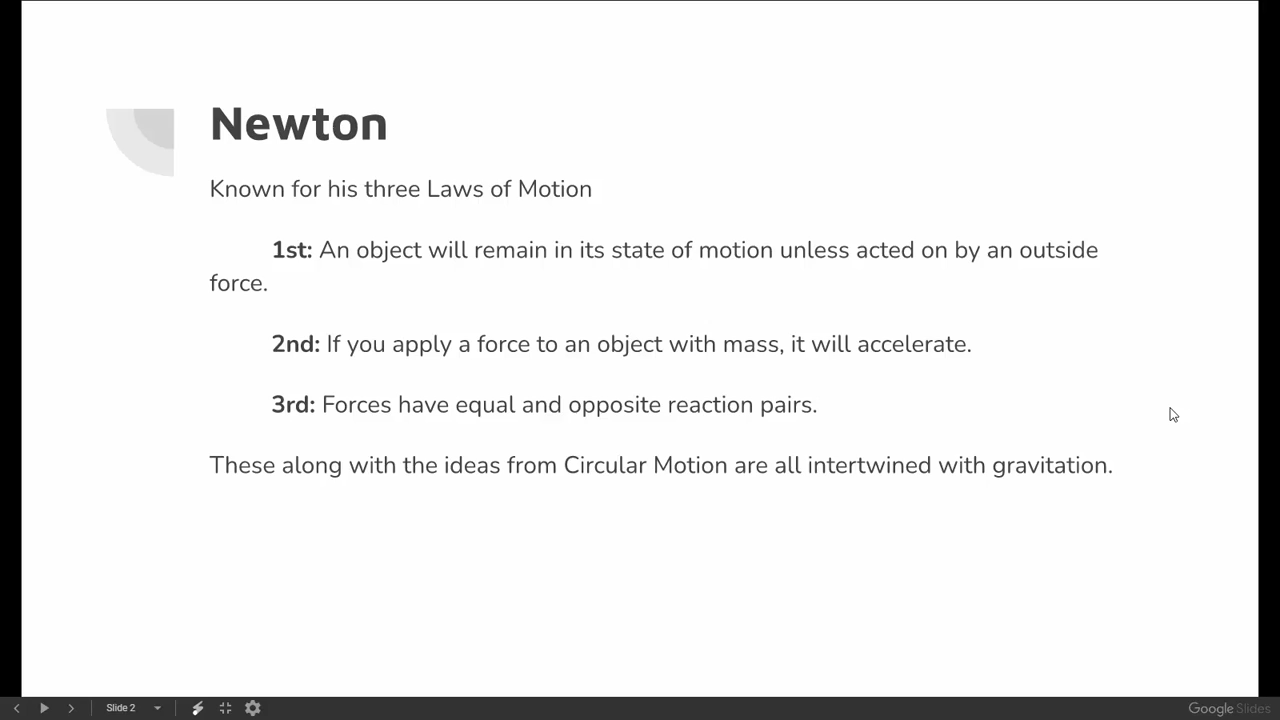 Newton
Known for his three Laws of Motion
1st: An object will remain in its state of motion unless acted on by an outside
force.
2nd: If you apply a force to an object with mass, it will accelerate.
3rd: Forces have equal and opposite reaction pairs.
These along with the ideas from Circular Motion are all intertwined with gravitation.
Slide 2
Google Slides